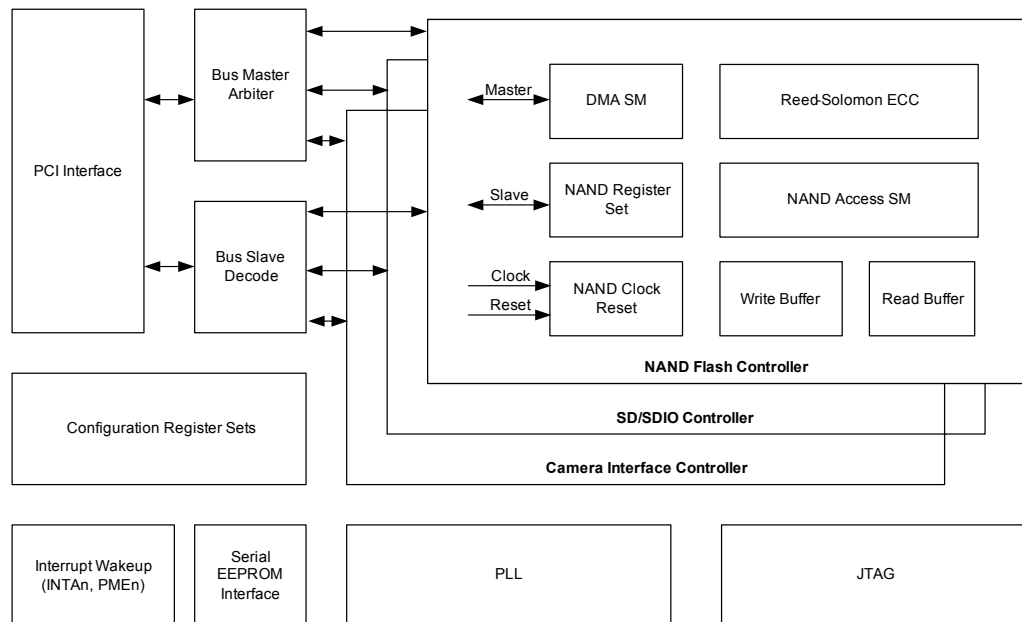 PCI Interface
Bus Master
Arbiter
Bus Slave
Decode
Master
DMA SM
Reed-Solomon ECC
Slave
NAND Register
Set
NAND Access SM
Clock
Reset
NAND Clock
Reset
Write Buffer
Read Buffer
NAND Flash Controller
SD/SDIO Controller
Camera Interface Controller
Configuration Register Sets
Interrupt Wakeup
(INTAn, PMEn)
Serial
EEPROM
Interface
PLL
JTAG